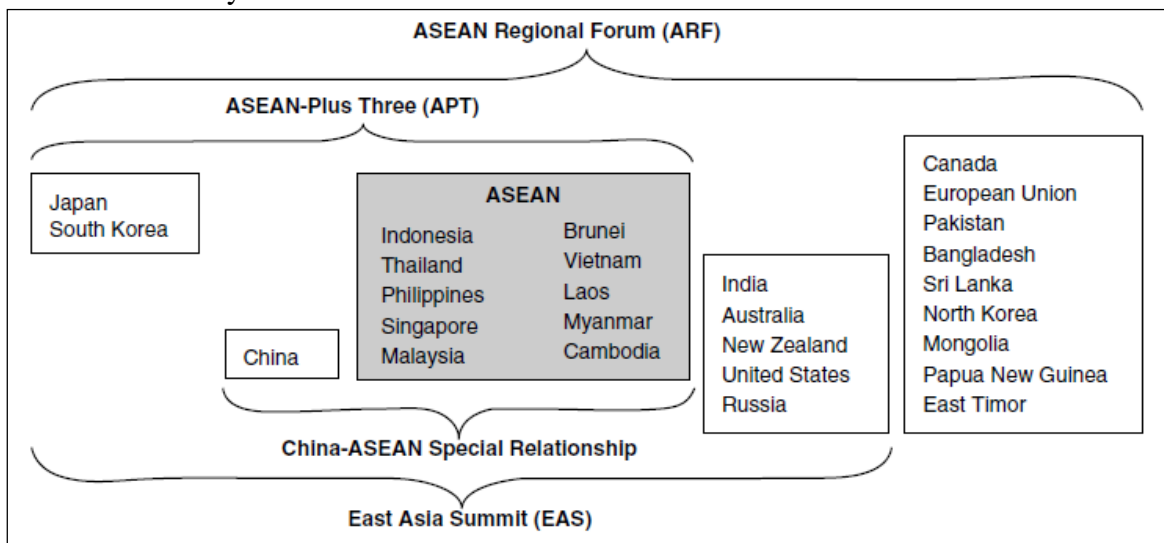 ASEAN Regional Forum (ARF)
ASEAN-Plus Three (APT)
Japan
South Korea
China
ASEAN
Indonesia
Thailand
Philippines
Singapore
Malaysia
Brunei
Vietnam
Laos
Myanmar
Cambodia
India
Australia
New Zealand
United States
Russia
Canada
European Union
Pakistan
Bangladesh
Sri Lanka
North Korea
Mongolia
Papua New Guinea
East Timor
China-ASEAN Special Relationship
East Asia Summit (EAS)